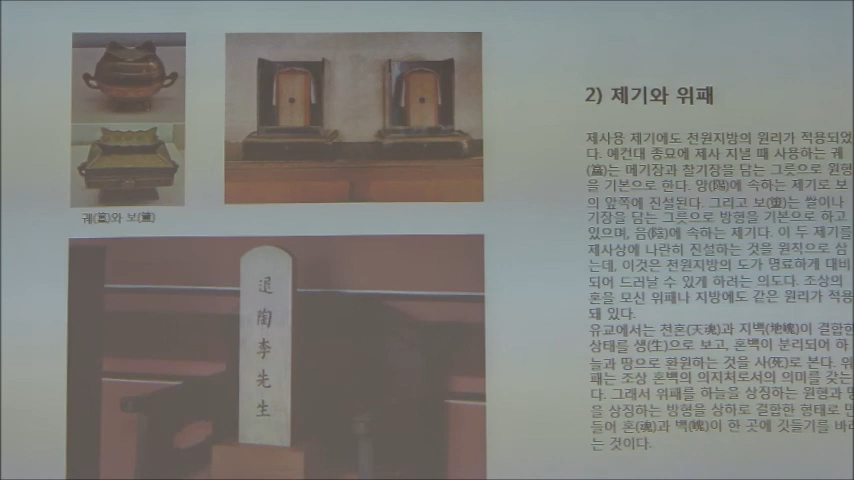 궤(簋)와 보(簠)
退
陶
李
先
生
2) 제기와 위패
제사용 제기에도 천원지방의 원리가 적용되었
다. 예컨대 종묘에 제사 지낼 때 사용하는 궤
(簋)는 메기장과 찰기장을 담는 그릇으로 원형
을 기본으로 한다. 양(陽)에 속하는 제기로 보
의 앞쪽에 진설된다. 그리고 보(簠)는 쌀이나
기장을 담는 그릇으로 방형을 기본으로 하고
있으며, 음(陰)에 속하는 제기다. 이 두 제기를
제사상에 나란히 진설하는 것을 원칙으로 삼
는데, 이것은 천원지방의 도가 명료하게 대비
되어 드러날 수 있게 하려는 의도다. 조상의
혼을 모신 위패나 지방에도 같은 원리가 적용
돼 있다.
유교에서는 천혼(天魂)과 지백(地魄)이 결합한
상태를 생(生)으로 보고, 혼백이 분리되어 하
늘과 땅으로 환원하는 것을 사(死)로 본다. 위
패는 조상 혼백의 의지처로서의 의미를 갖는
다. 그래서 위패를 하늘을 상징하는 원형과
을 상징하는 방형을 상하로 결합한 형태로 만
들어 혼(魂)과 백(魄)이 한 곳에 깃들기를 바라
는 것이다.